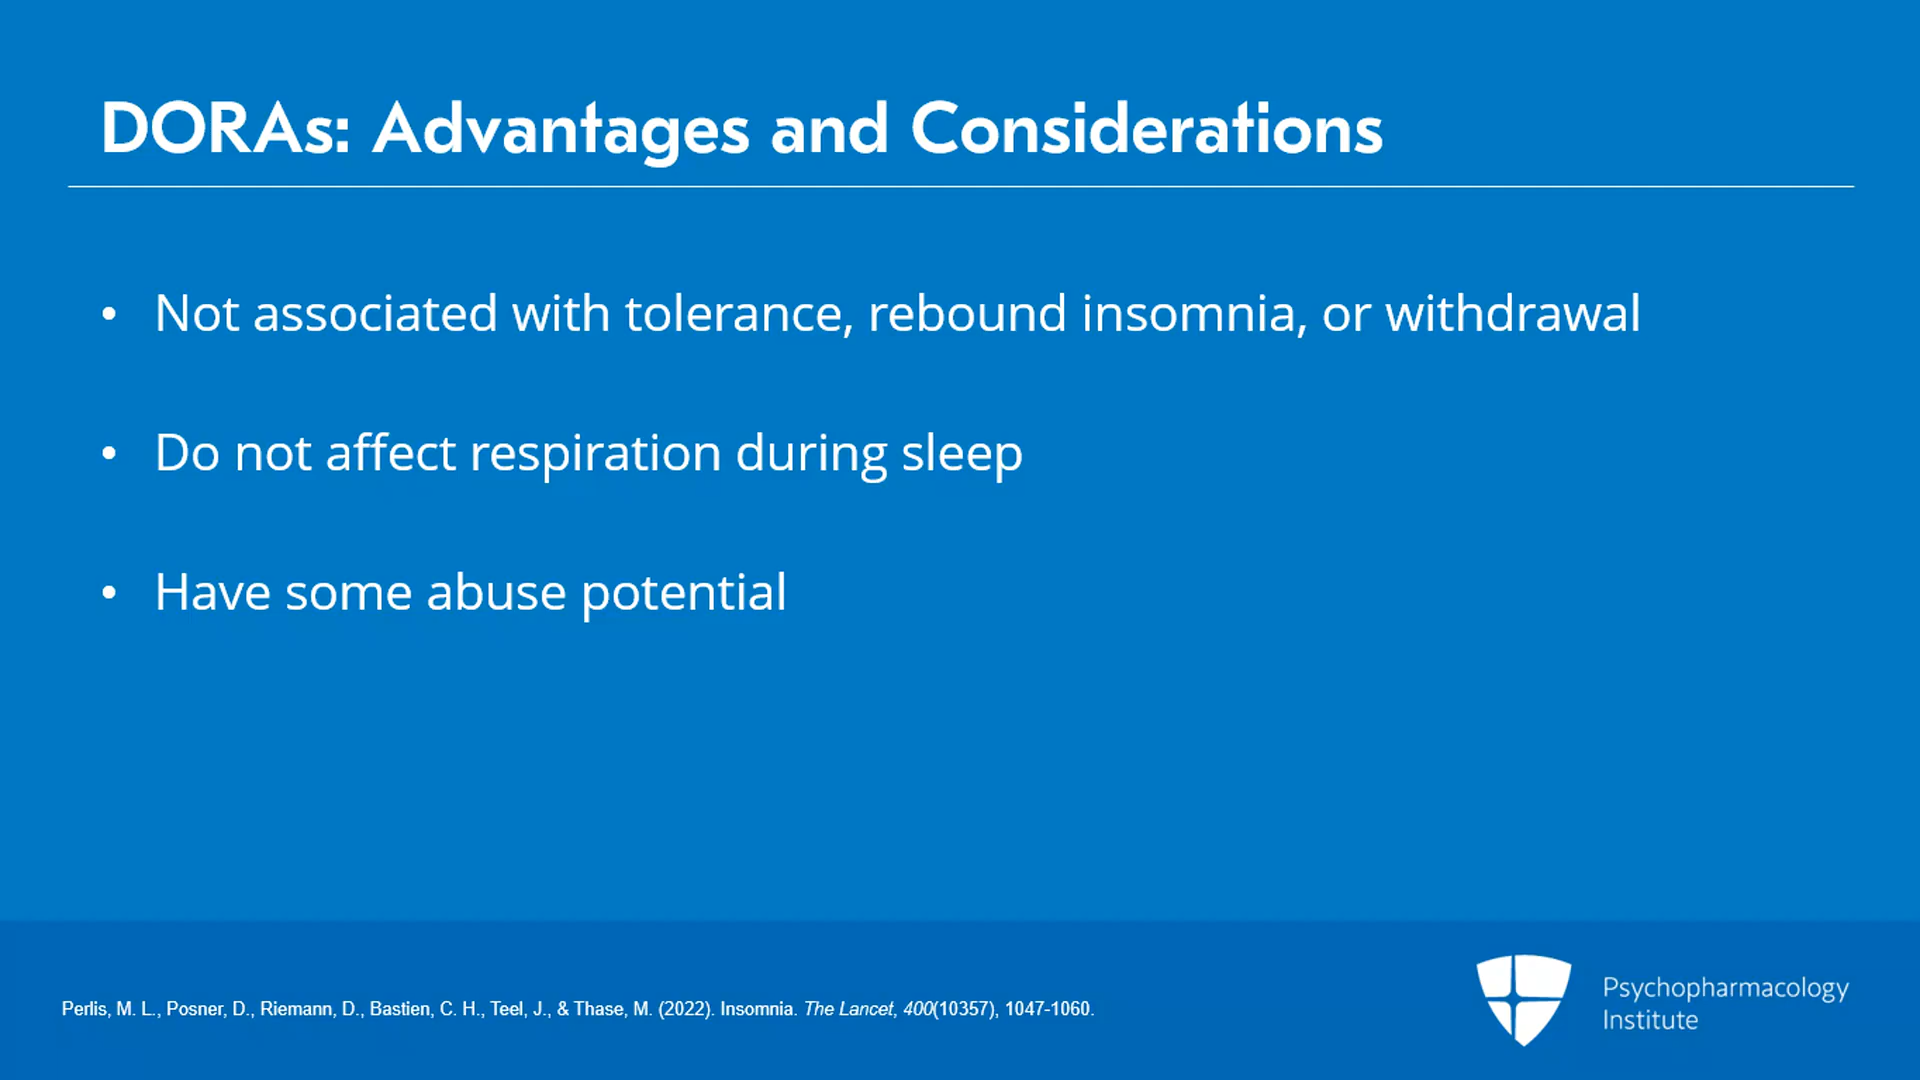 DORAs: Advantages and Considerations
• Not associated with tolerance, rebound insomnia, or withdrawal
• Do not affect respiration during sleep
• Have some abuse potential
Perlis, M. L., Posner, D., Riemann, D., Bastien, C. H., Teel, J., & Thase, M. (2022). Insomnia. The Lancet, 400(10357), 1047-1060.
Psychopharmacology
Institute